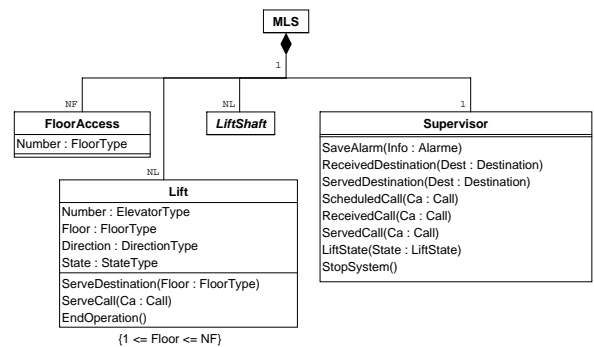 MLS
1
NF
NL
1
FloorAccess
Number : FloorType
LiftShaft
Supervisor
SaveAlarm(Info : Alarme)
ReceivedDestination(Dest : Destination)
ServedDestination(Dest : Destination)
ScheduledCall(Ca : Call)
ReceivedCall(Ca : Call)
ServedCall(Ca : Call)
LiftState(State : LiftState)
StopSystem()
NL
Lift
Number : ElevatorType
Floor : FloorType
Direction : DirectionType
State : StateType
ServeDestination(Floor : FloorType)
ServeCall(Ca : Call)
EndOperation()
{1 <= Floor <= NF}